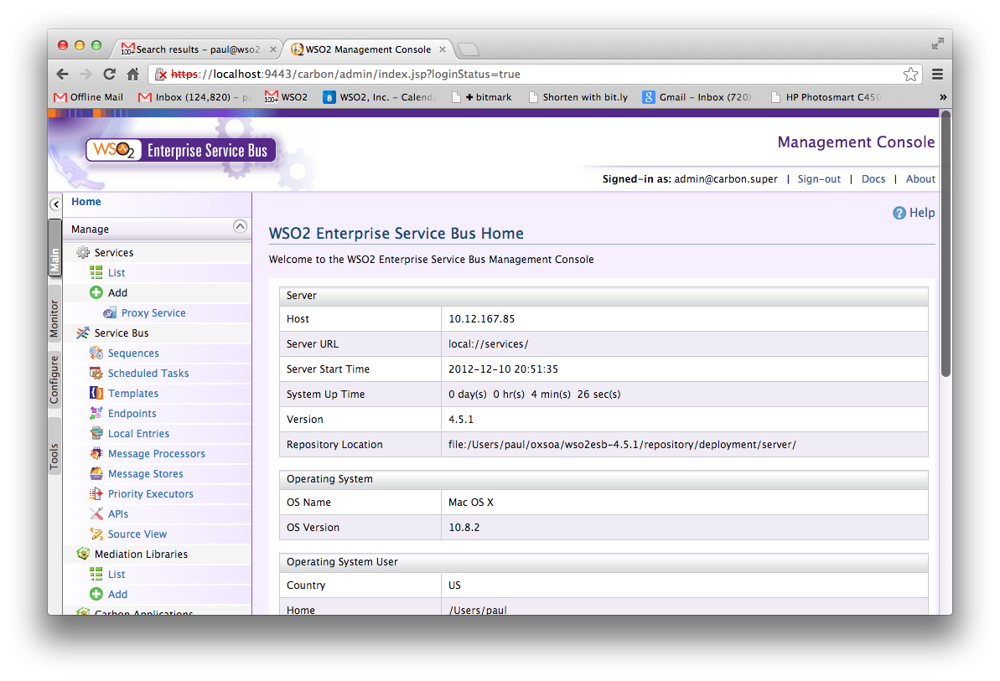 Search results – paul@wso2.
WSO2 Management Console
https://localhost:9443/carbon/admin/index.jsp?loginStatus=true
Offline Mail
Inbox (124,820) – pa
WSO2
WSO2, Inc. – Calenda
+ bitmark
Shorten with bit.ly
Gmail – Inbox (720)
HP Photosmart C450
»
WSO2 Enterprise Service Bus
Management Console
Signed-in as: admin@carbon.super | Sign-out | Docs | About
Main
Monitor
Configure
Tools
Home
Manage
Services
List
Add
Proxy Service
Service Bus
Sequences
Scheduled Tasks
Templates
Endpoints
Local Entries
Message Processors
Message Stores
Priority Executors
APIs
Source View
Mediation Libraries
List
Add
Carbon Applications
Help
WSO2 Enterprise Service Bus Home
Welcome to the WSO2 Enterprise Service Bus Management Console
Server
Host 10.12.167.85
Server URL local://services/
Server Start Time 2012-12-10 20:51:35
System Up Time 0 day(s) 0 hr(s) 4 min(s) 26 sec(s)
Version 4.5.1
Repository Location file:/Users/paul/oxsoa/wso2esb-4.5.1/repository/deployment/server/
Operating System
OS Name Mac OS X
OS Version 10.8.2
Operating System User
Country US
Home /Users/paul